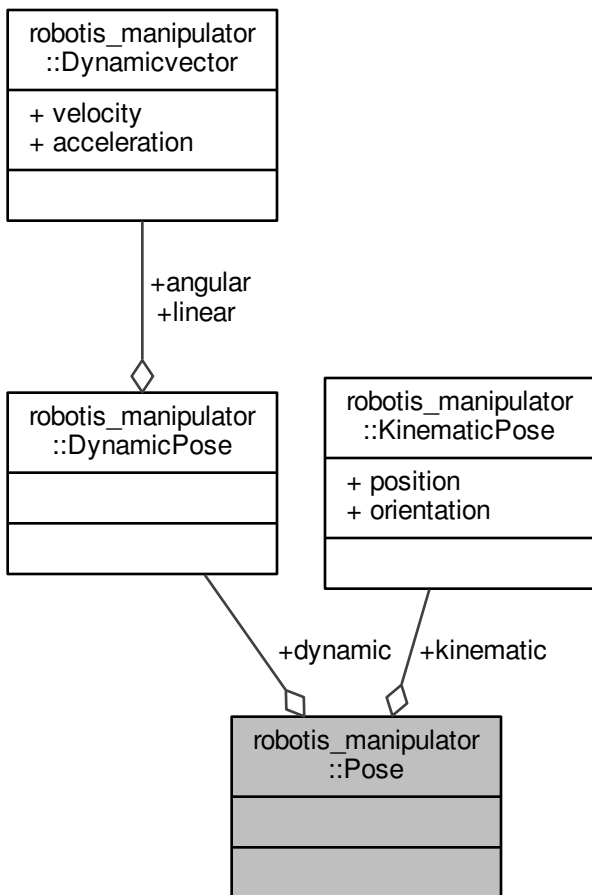 robotis_manipulator
::Dynamicvector
+ velocity
+ acceleration
+angular
+linear
robotis_manipulator
::DynamicPose
robotis_manipulator
::KinematicPose
+ position
+ orientation
+dynamic
+kinematic
robotis_manipulator
::Pose